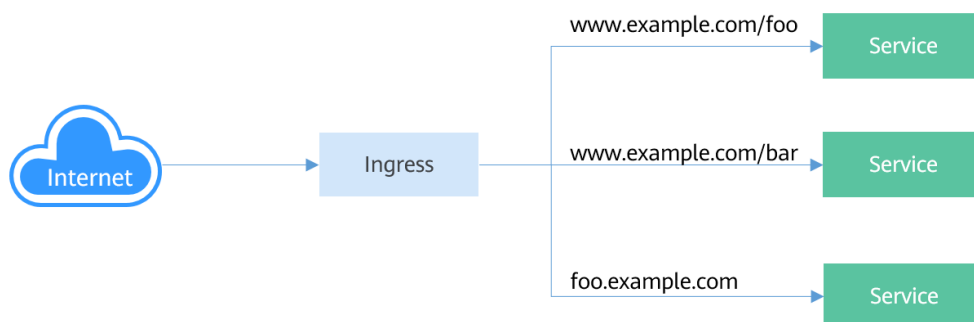 www.example.com/foo
Service
Internet
Ingress
www.example.com/bar
Service
foo.example.com
Service